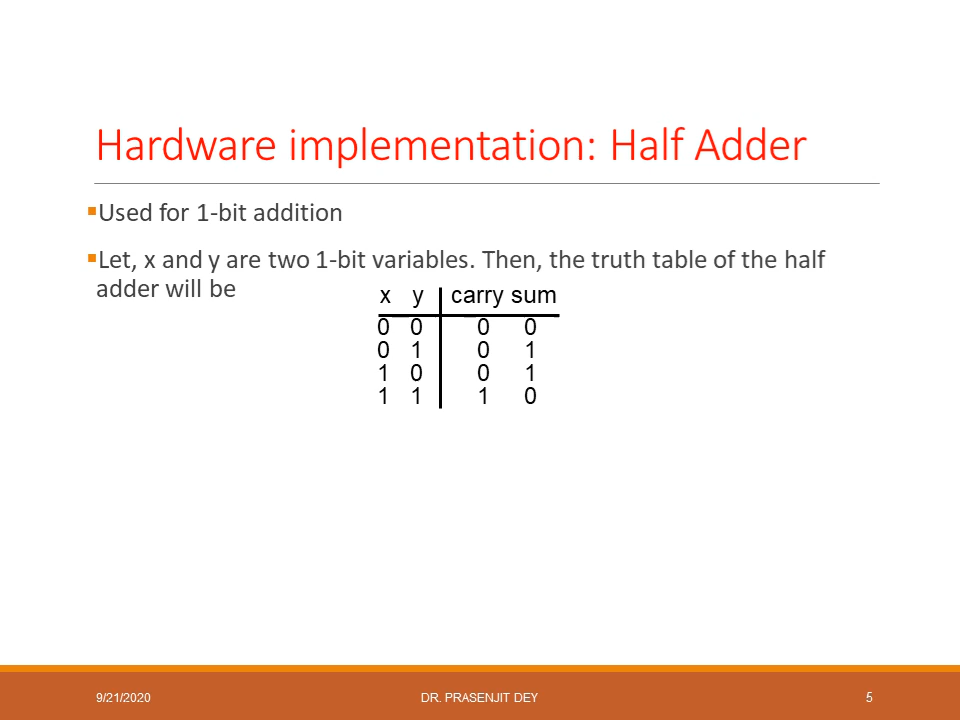 Hardware implementation: Half Adder
▪Used for 1-bit addition
▪Let, x and y are two 1-bit variables. Then, the truth table of the half
adder will be
x y carry sum
0 0 0 0
0 1 0 1
1 0 0 1
1 1 1 0
9/21/2020 DR. PRASENJIT DEY 5